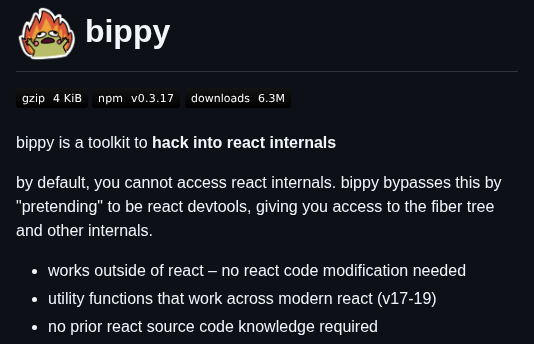 bippy
gzip 4 KiB npm v0.3.17 downloads 6.3M
bippy is a toolkit to hack into react internals
by default, you cannot access react internals. bippy bypasses this by
"pretending" to be react devtools, giving you access to the fiber tree
and other internals.
• works outside of react – no react code modification needed
• utility functions that work across modern react (v17-19)
• no prior react source code knowledge required